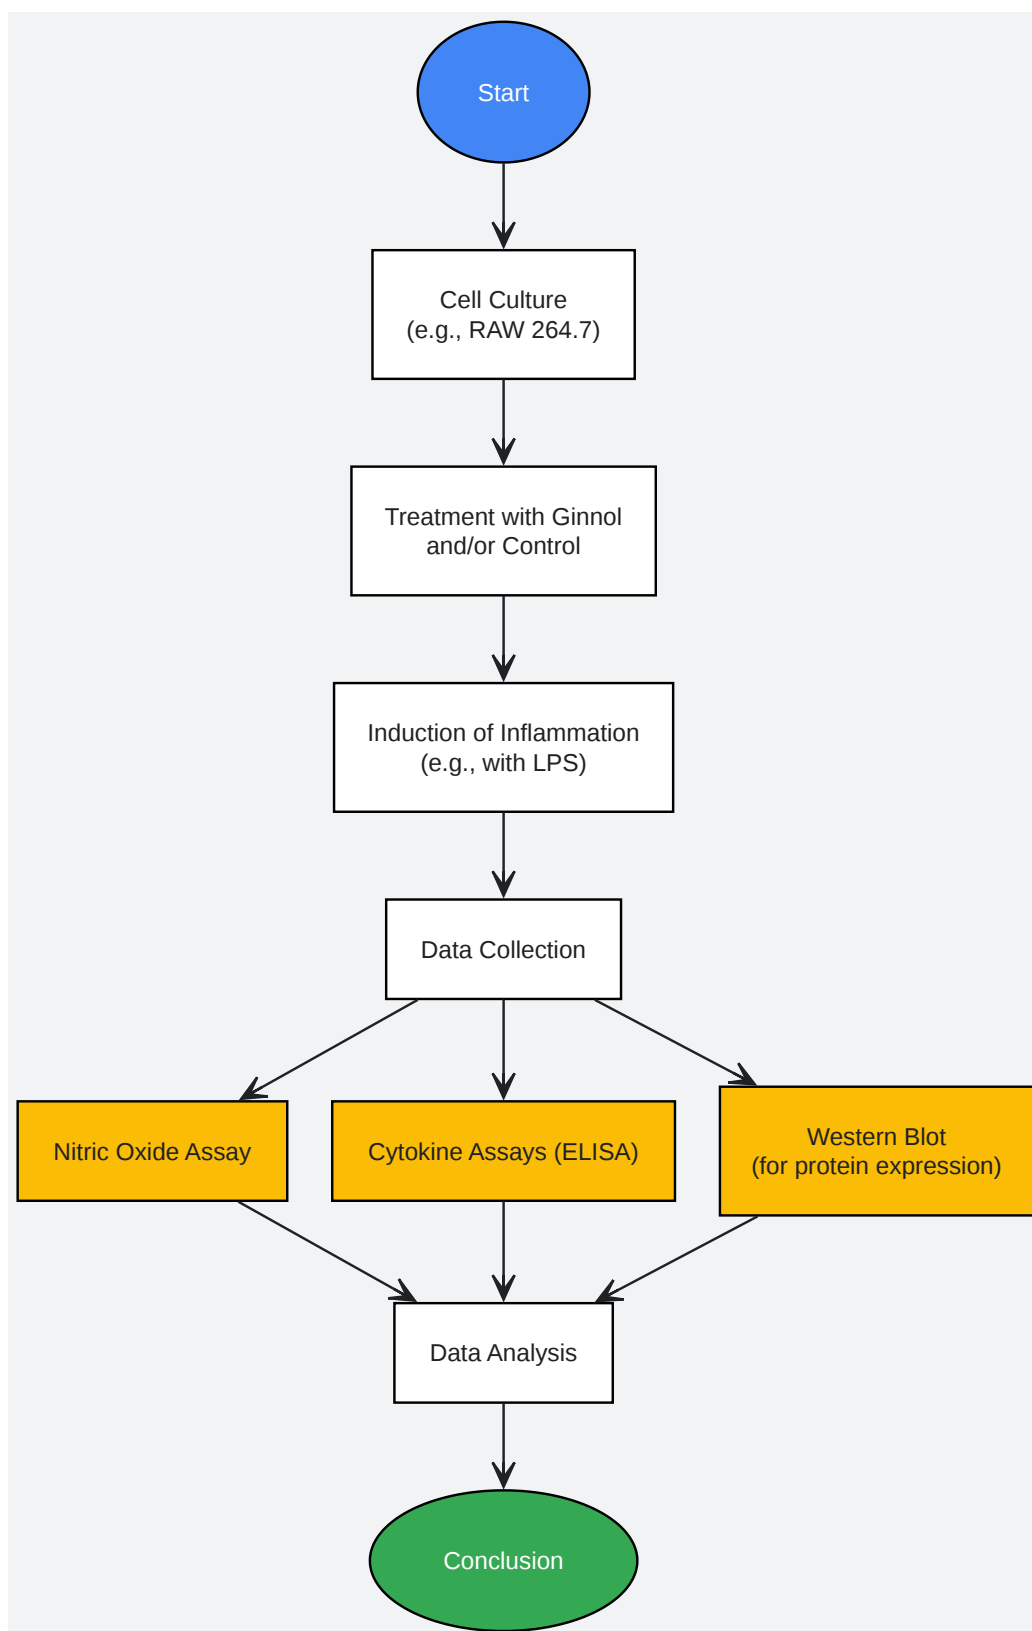 Start
Cell Culture
(e.g., RAW 264.7)
Treatment with Ginnol
and/or Control
Induction of Inflammation
(e.g., with LPS)
Data Collection
Nitric Oxide Assay
Cytokine Assays (ELISA)
Western Blot
(for protein expression)
Data Analysis
Conclusion